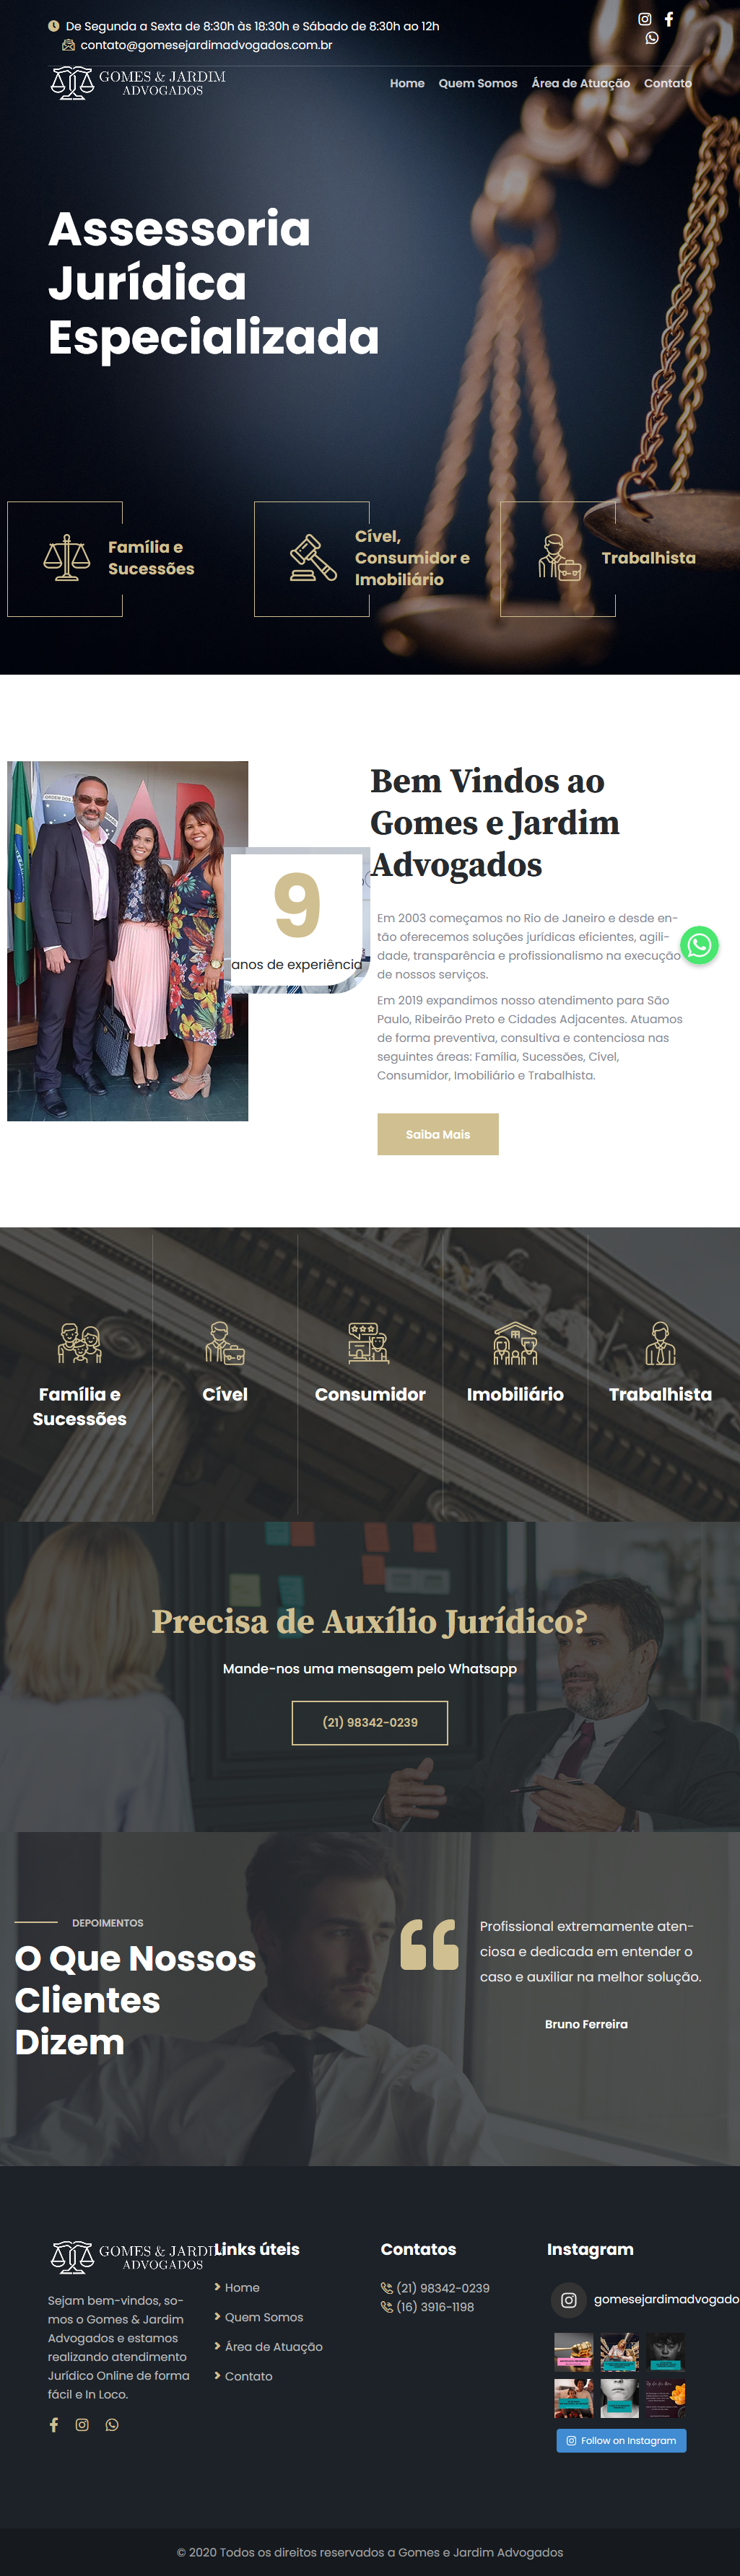 De Segunda a Sexta de 8:30h às 18:30h e Sábado de 8:30h ao 12h
contato@gomesejardimadvogados.com.br
GOMES & JARDIM
ADVOGADOS
Home Quem Somos Área de Atuação Contato
Assessoria
Jurídica
Especializada
Família e
Sucessões
Cível,
Consumidor e
Imobiliário
Trabalhista
Bem Vindos ao
Gomes e Jardim
Advogados
9
anos de experiência
Em 2003 começamos no Rio de Janeiro e desde en-
tão oferecemos soluções jurídicas eficientes, agili-
dade, transparência e profissionalismo na execução
de nossos serviços.
Em 2019 expandimos nosso atendimento para São
Paulo, Ribeirão Preto e Cidades Adjacentes. Atuamos
de forma preventiva, consultiva e contenciosa nas
seguintes áreas: Família, Sucessões, Cível,
Consumidor, Imobiliário e Trabalhista.
Saiba Mais
Família e
Sucessões
Cível
Consumidor
Imobiliário
Trabalhista
Precisa de Auxílio Jurídico?
Mande-nos uma mensagem pelo Whatsapp
(21) 98342-0239
DEPOIMENTOS
O Que Nossos
Clientes
Dizem
Profissional extremamente aten-
ciosa e dedicada em entender o
caso e auxiliar na melhor solução.
Bruno Ferreira
GOMES & JARDIM
ADVOGADOS
Sejam bem-vindos, so-
mos o Gomes & Jardim
Advogados e estamos
realizando atendimento
Jurídico Online de forma
fácil e In Loco.
Links úteis
Home
Quem Somos
Área de Atuação
Contato
Contatos
(21) 98342-0239
(16) 3916-1198
Instagram
gomesejardimadvogado
Follow on Instagram
© 2020 Todos os direitos reservados a Gomes e Jardim Advogados